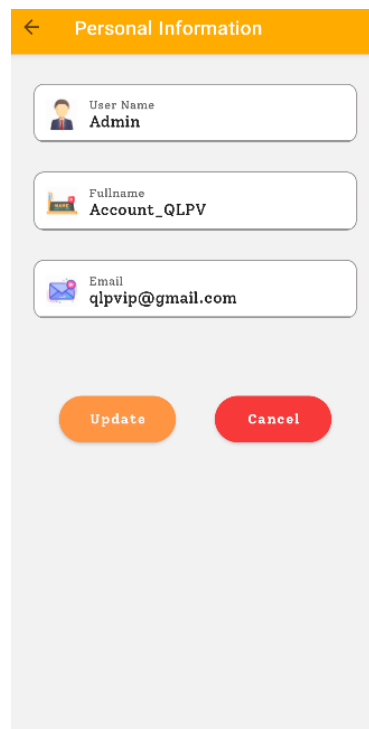 Personal Information
User Name
Admin
Fullname
Account_QLPV
Email
qlpvip@gmail.com
Update
Cancel